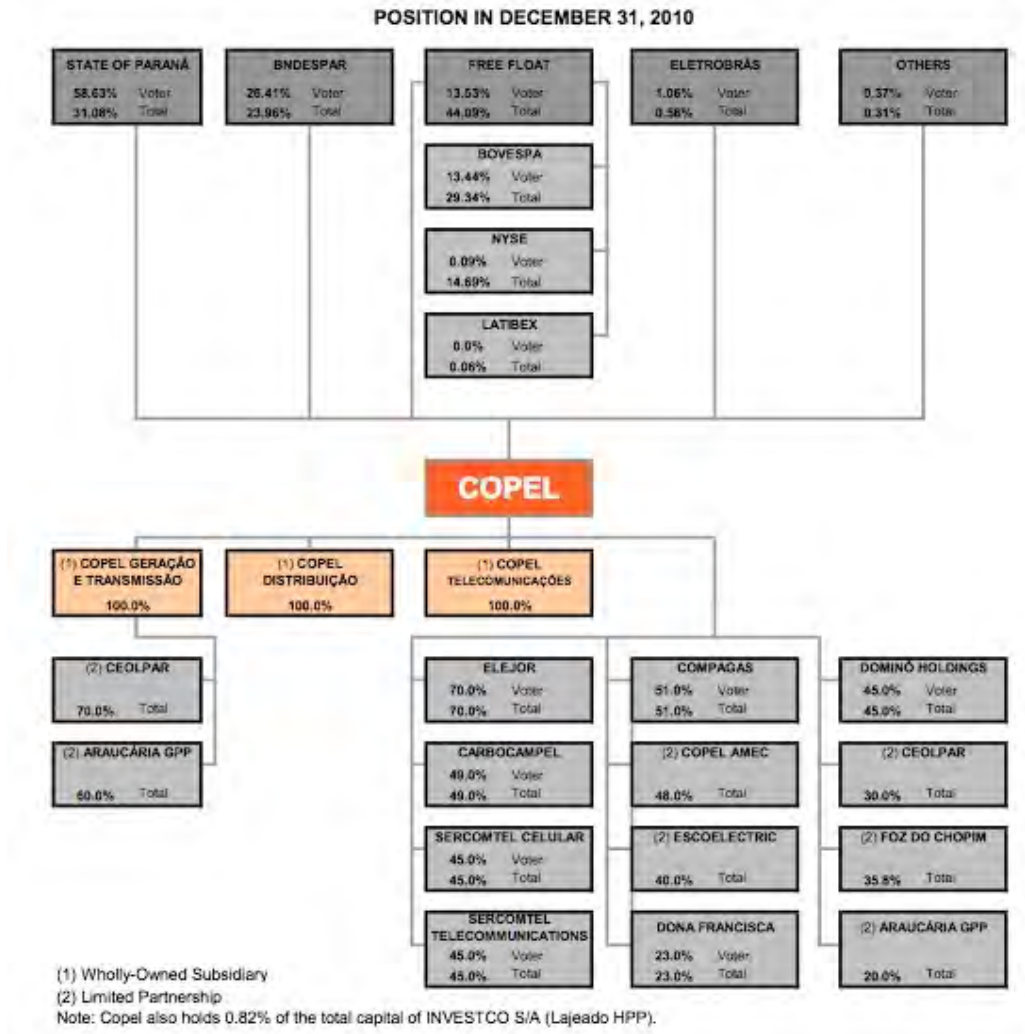 POSITION IN DECEMBER 31, 2010
STATE OF PARANÁ
58.63% Voter
31.08% Total
BNDESPAR
26.41% Voter
23.96% Total
FREE FLOAT
13.53% Voter
44.09% Total
ELETROBRÁS
1.06% Voter
0.56% Total
OTHERS
0.37% Voter
0.31% Total
BOVESPA
13.44% Voter
29.34% Total
NYSE
0.09% Voter
14.69% Total
LATIBEX
0.0% Voter
0.06% Total
COPEL
(1) COPEL GERAÇÃO
E TRANSMISSÃO
100.0%
(1) COPEL
DISTRIBUIÇÃO
100.0%
(1) COPEL
TELECOMUNICAÇÕES
100.0%
(2) CEOLPAR
70.0% Total
(2) ARAUCÁRIA GPP
60.0% Total
ELEJOR
70.0% Voter
70.0% Total
CARBOCAMPEL
49.0% Voter
49.0% Total
SERCOMTEL CELULAR
45.0% Voter
45.0% Total
SERCOMTEL
TELECOMMUNICATIONS
45.0% Voter
45.0% Total
COMPAGAS
51.0% Voter
51.0% Total
(2) COPEL AMEC
48.0% Total
(2) ESCOELECTRIC
40.0% Total
DONA FRANCISCA
23.0% Voter
23.0% Total
DOMINÓ HOLDINGS
45.0% Voter
45.0% Total
(2) CEOLPAR
30.0% Total
(2) FOZ DO CHOPIM
35.8% Total
(2) ARAUCÁRIA GPP
20.0% Total
(1) Wholly-Owned Subsidiary
(2) Limited Partnership
Note: Copel also holds 0.82% of the total capital of INVESTCO S/A (Lajeado HPP).